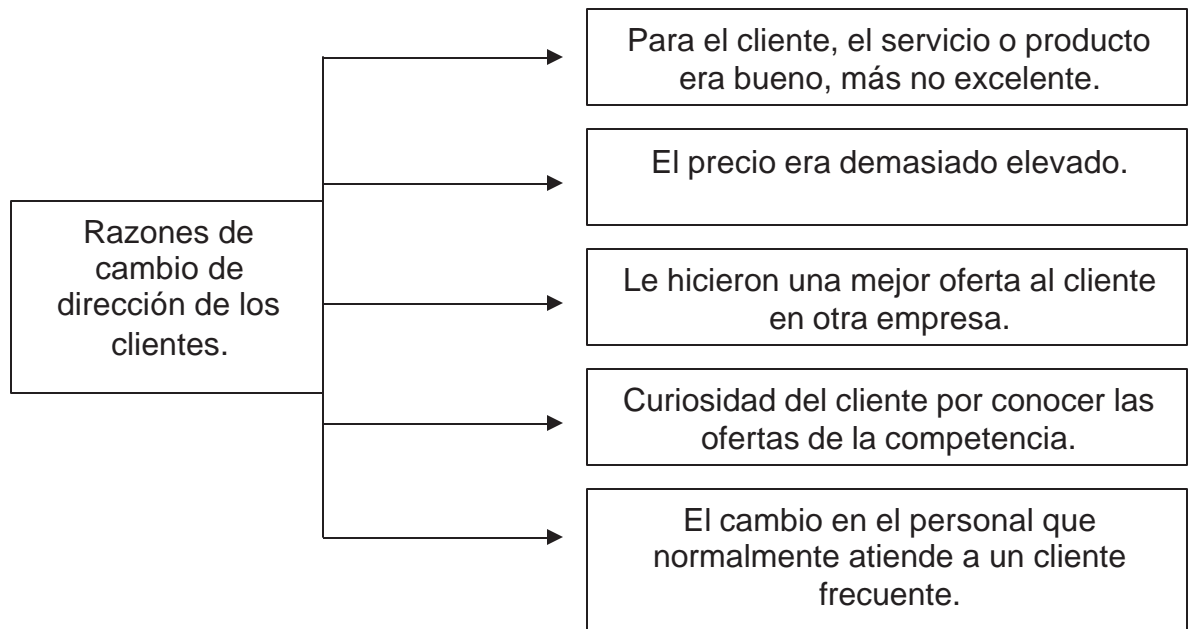 Razones de
cambio de
dirección de los
clientes.
Para el cliente, el servicio o producto
era bueno, más no excelente.
El precio era demasiado elevado.
Le hicieron una mejor oferta al cliente
en otra empresa.
Curiosidad del cliente por conocer las
ofertas de la competencia.
El cambio en el personal que
normalmente atiende a un cliente
frecuente.